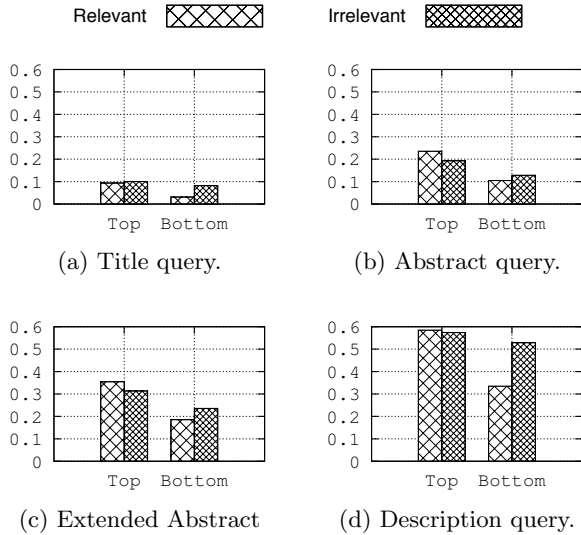 Relevant Irrelevant
0.6 0.6
0.5 0.5
0.4 0.4
0.3 0.3
0.2 0.2
0.1 0.1
0 0
Top Bottom Top Bottom
(a) Title query. (b) Abstract query.
0.6 0.6
0.5 0.5
0.4 0.4
0.3 0.3
0.2 0.2
0.1 0.1
0 0
Top Bottom Top Bottom
(c) Extended Abstract (d) Description query.